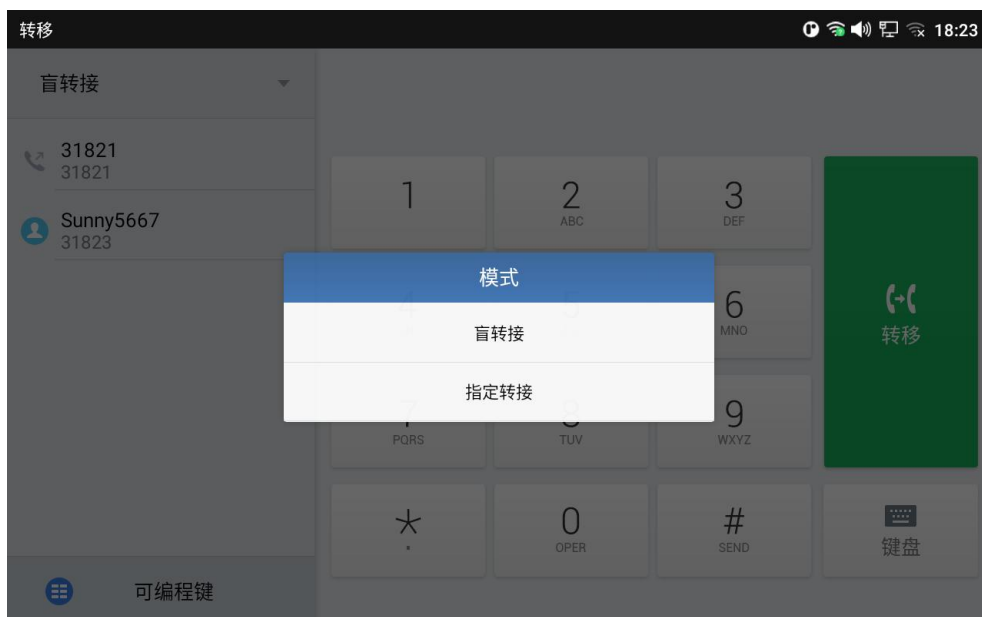 转移
18:23
盲转接
31821
31821
Sunny5667
31823
可编程键
模式
盲转接
指定转接
1
2
ABC
3
DEF
6
MNO
PQRS
TUV
9
WXYZ
*
0
OPER
#
SEND
转移
键盘